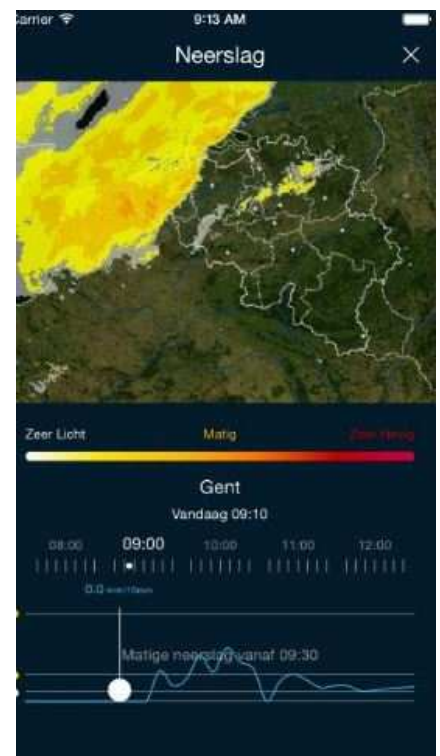 Carrier 9:13 AM
Neerslag
Zeer Licht Matig Zeer Hevig
Gent
Vandaag 09:10
08:00 09:00 10:00 11:00 12:00
0.0
Matige neerslag vanaf 09:30